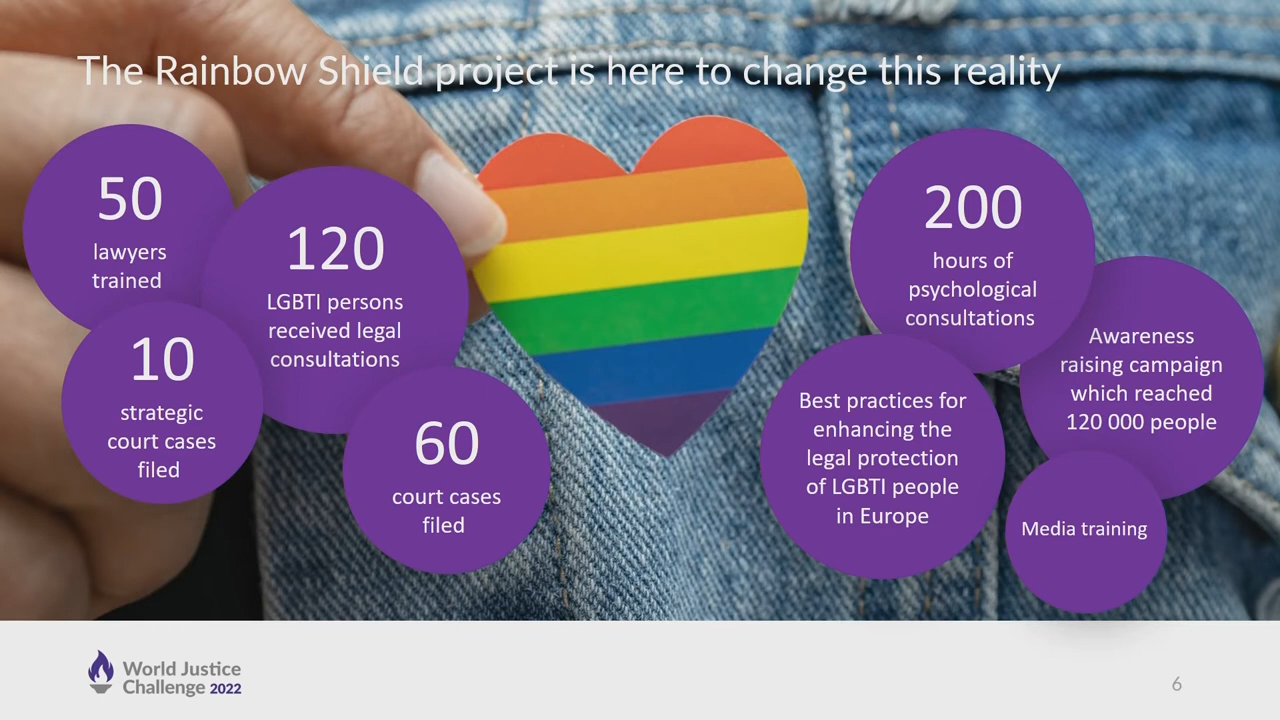 The Rainbow Shield project is here to change this reality
50
lawyers
trained
120
LGBTI persons
received legal
consultations
10
strategic
court cases
filed
60
court cases
filed
200
hours of
psychological
consultations
Awareness
raising campaign
which reached
120 000 people
Best practices for
enhancing the
legal protection
of LGBTI people
in Europe
Media training
World Justice
Challenge 2022
6